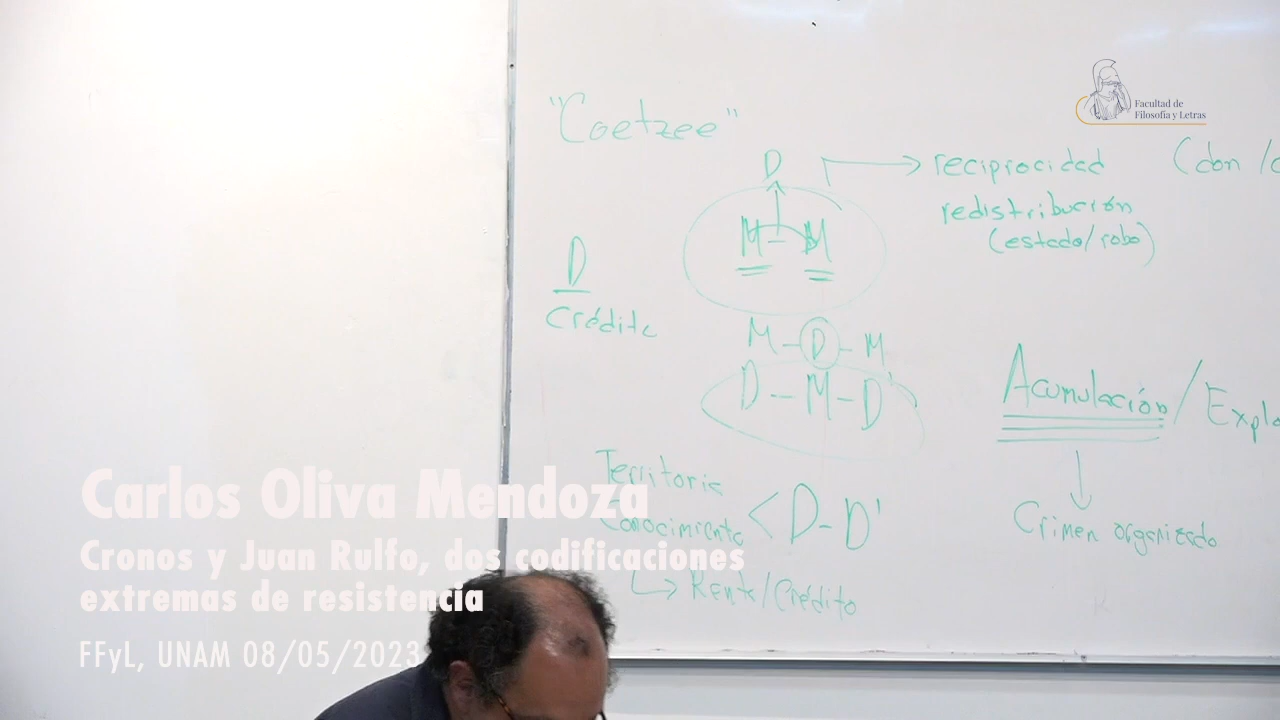 "Coetzee"
Facultad de
Filosofía y Letras
D
reciprocidad (don /
redistribución
(estado/robo)
M - M
D
Crédito
M - D - M
D - M - D'
Acumulación / Explo
Territorio
Conocimiento < D - D'
Crimen organizado
Renta/Crédito
Carlos Oliva Mendoza
Cronos y Juan Rulfo, dos codificaciones
extremas de resistencia
FFyL, UNAM 08/05/2023